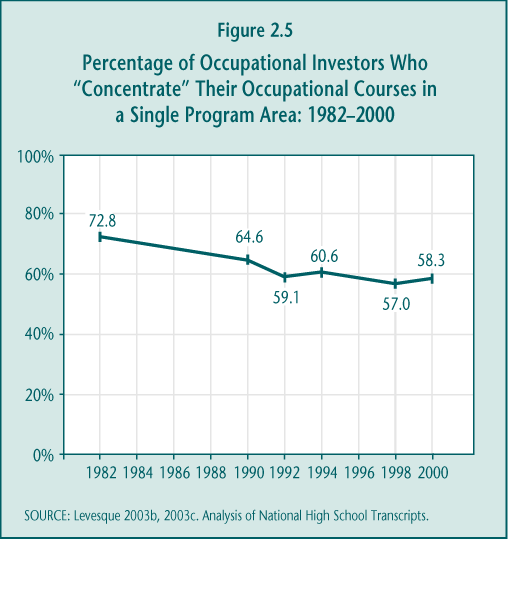 Figure 2.5
Percentage of Occupational Investors Who
“Concentrate” Their Occupational Courses in
a Single Program Area: 1982–2000
100%
80%
60%
40%
20%
0%
72.8
64.6
59.1
60.6
57.0
58.3
1982 1984 1986 1988 1990 1992 1994 1996 1998 2000
SOURCE: Levesque 2003b, 2003c. Analysis of National High School Transcripts.